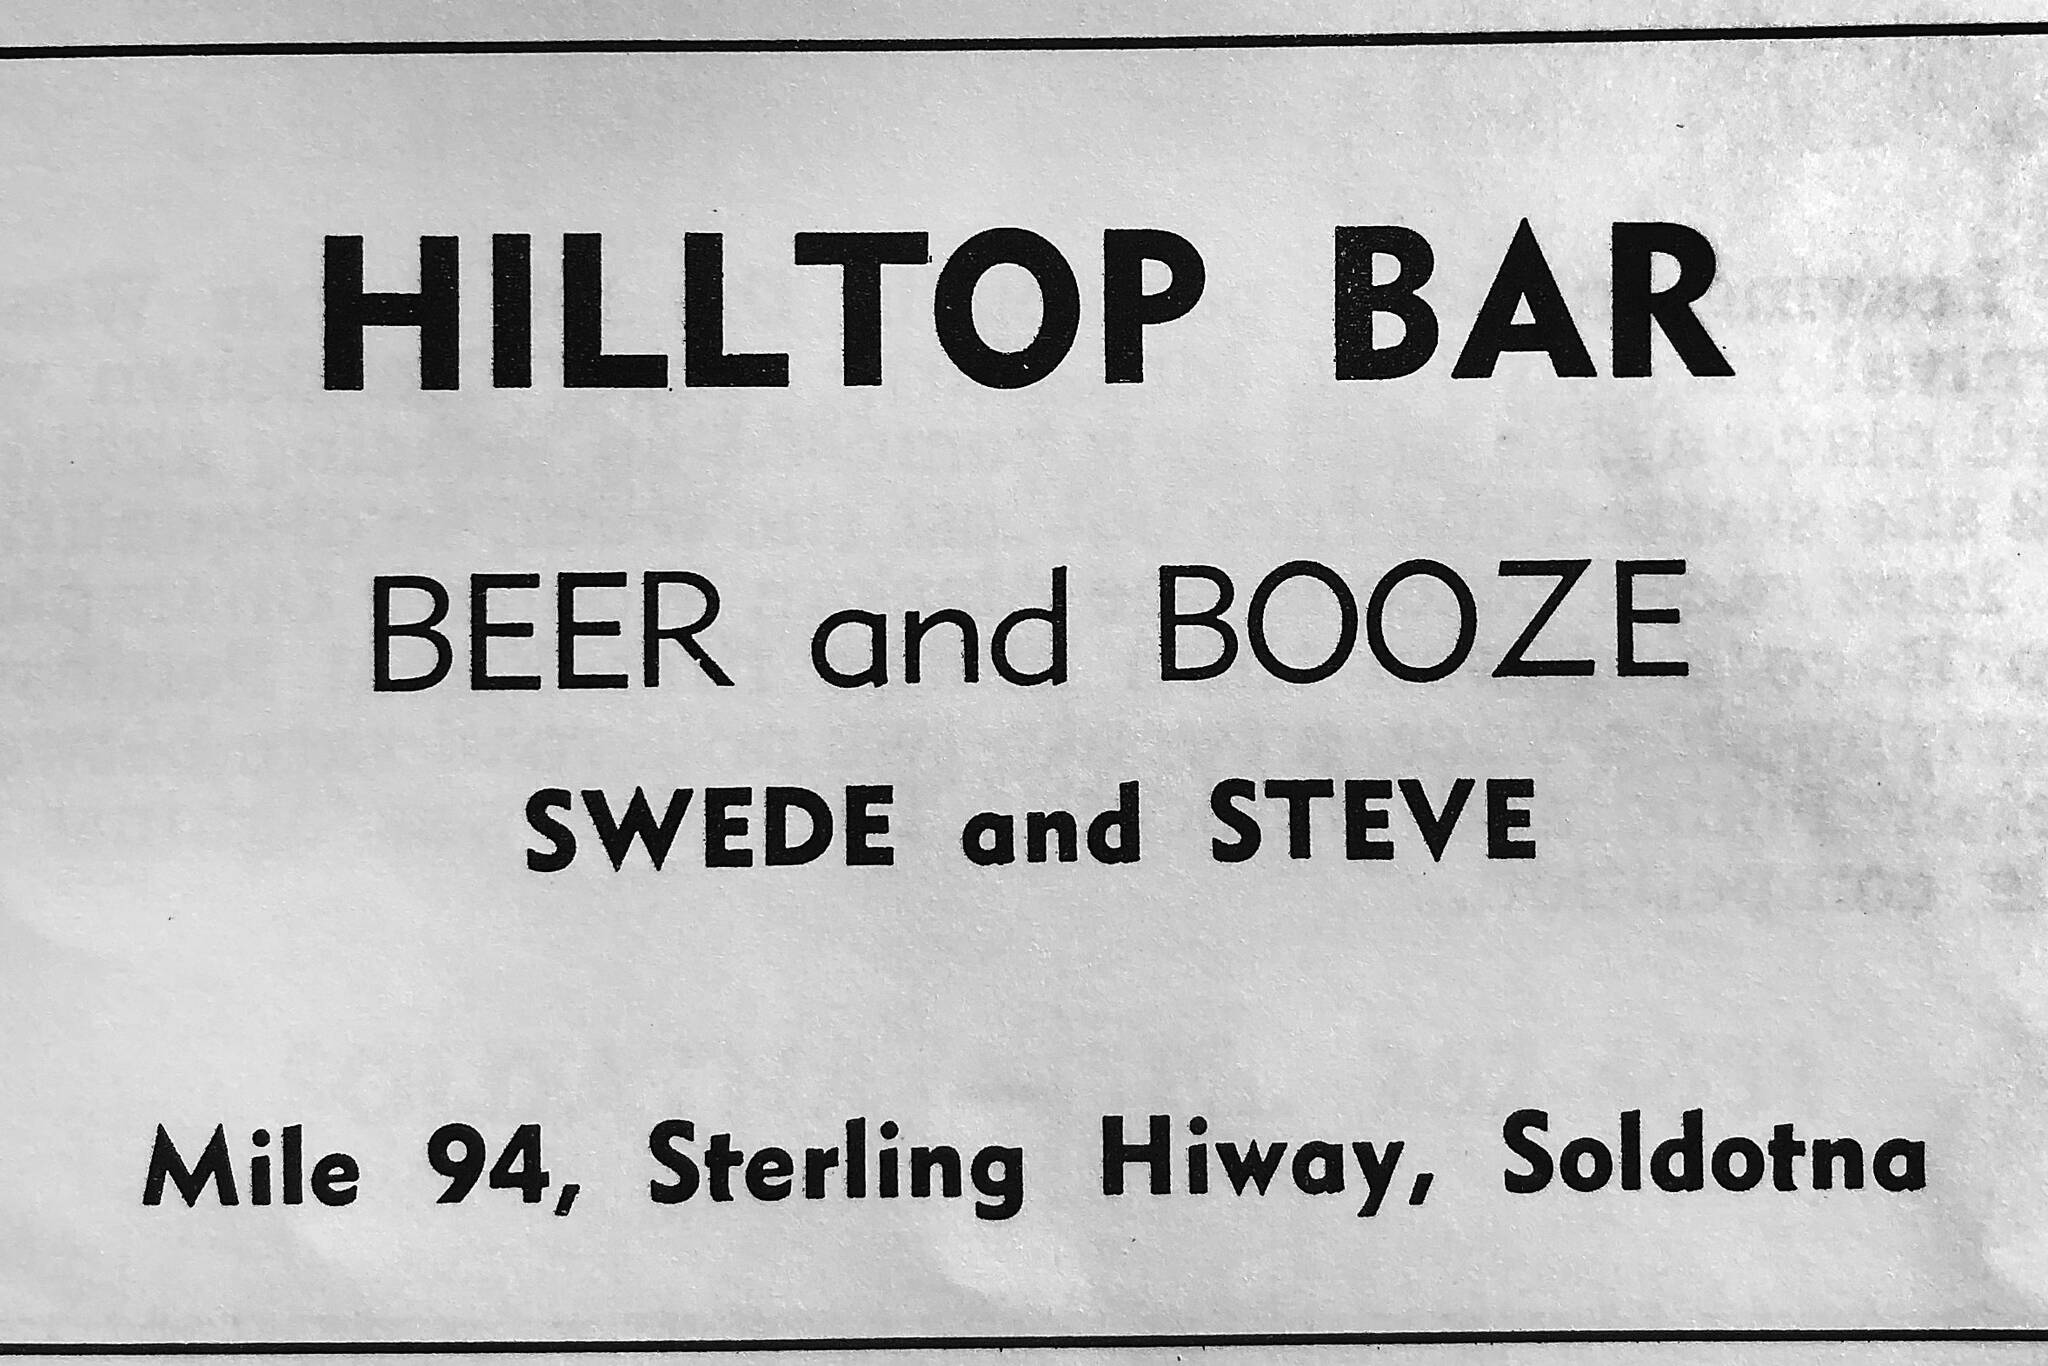 HILLTOP BAR
BEER and BOOZE
SWEDE and STEVE
Mile 94, Sterling Hiway, Soldotna